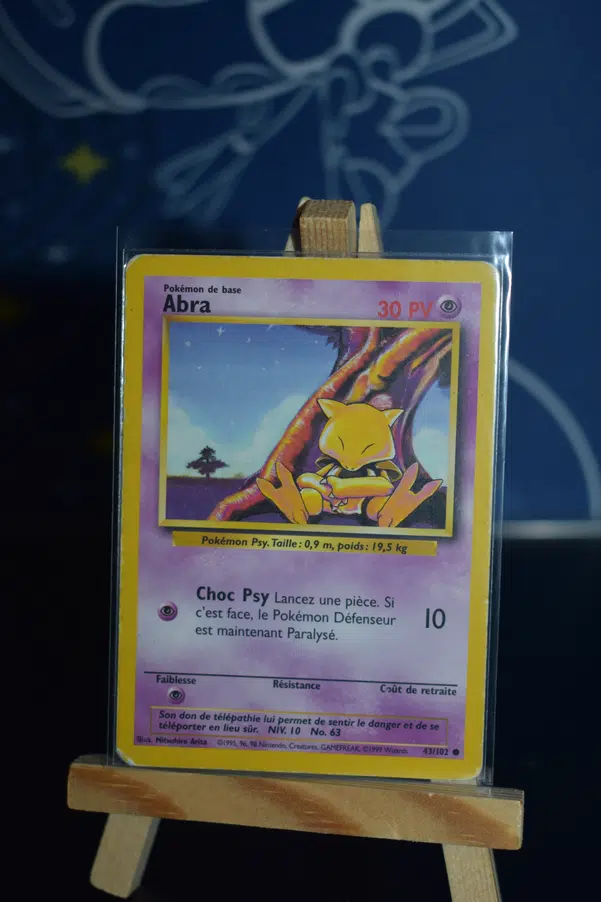 Pokémon de base
Abra
30 PV
Pokémon Psy. Taille : 0,9 m, poids : 19,5 kg
Choc Psy Lancez une pièce. Si
c'est face, le Pokémon Défenseur
est maintenant Paralysé.
10
Faiblesse
Résistance
Coût de retraite
Son don de télépathie lui permet de sentir le danger et de se
téléporter en lieu sûr. NIV. 10 No. 63
Illus. Mitsuhiro Arita ©1995, 96, 98 Nintendo, Creatures, GAMEFREAK. ©1999 Wizards. 43/102